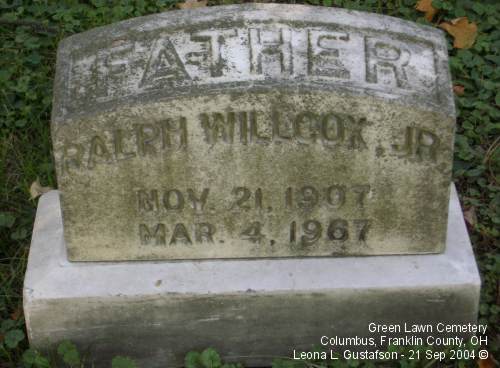 FATHER
RALPH WILLCOX, JR.
NOV. 21, 1907
MAR. 4, 1967
Green Lawn Cemetery
Columbus, Franklin County, OH
Leona L. Gustafson - 21 Sep 2004 ©